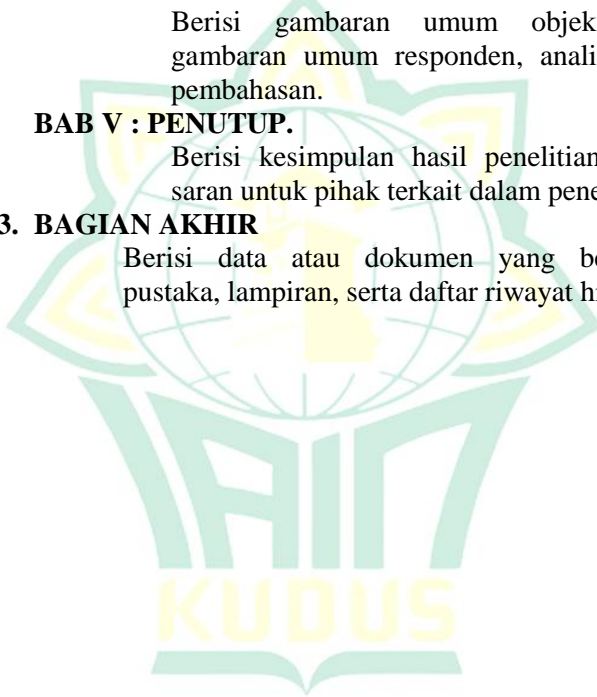 Berisi gambaran umum objek
gambaran umum responden, anali
pembahasan.
BAB V : PENUTUP.
Berisi kesimpulan hasil penelitian
saran untuk pihak terkait dalam pene
3. BAGIAN AKHIR
Berisi data atau dokumen yang be
pustaka, lampiran, serta daftar riwayat h
IAIN
KUDUS